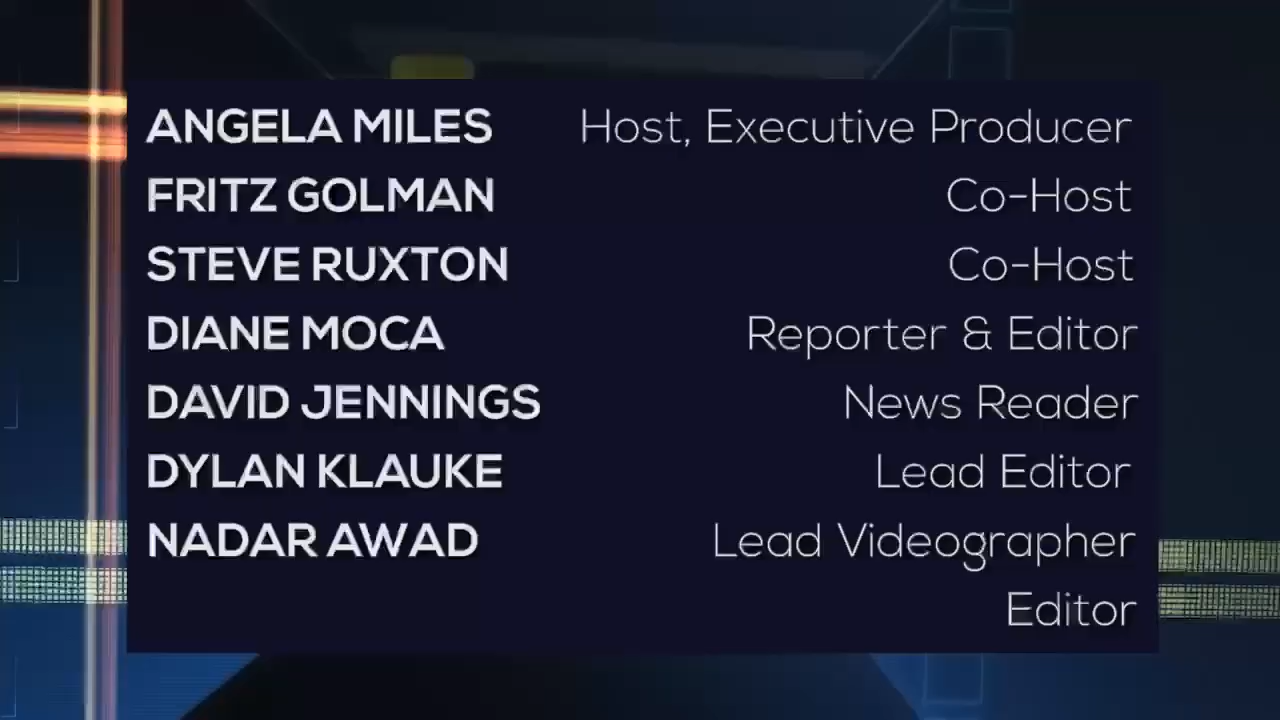 ANGELA MILES Host, Executive Producer
FRITZ GOLMAN Co-Host
STEVE RUXTON Co-Host
DIANE MOCA Reporter & Editor
DAVID JENNINGS News Reader
DYLAN KLAUKE Lead Editor
NADAR AWAD Lead Videographer
Editor